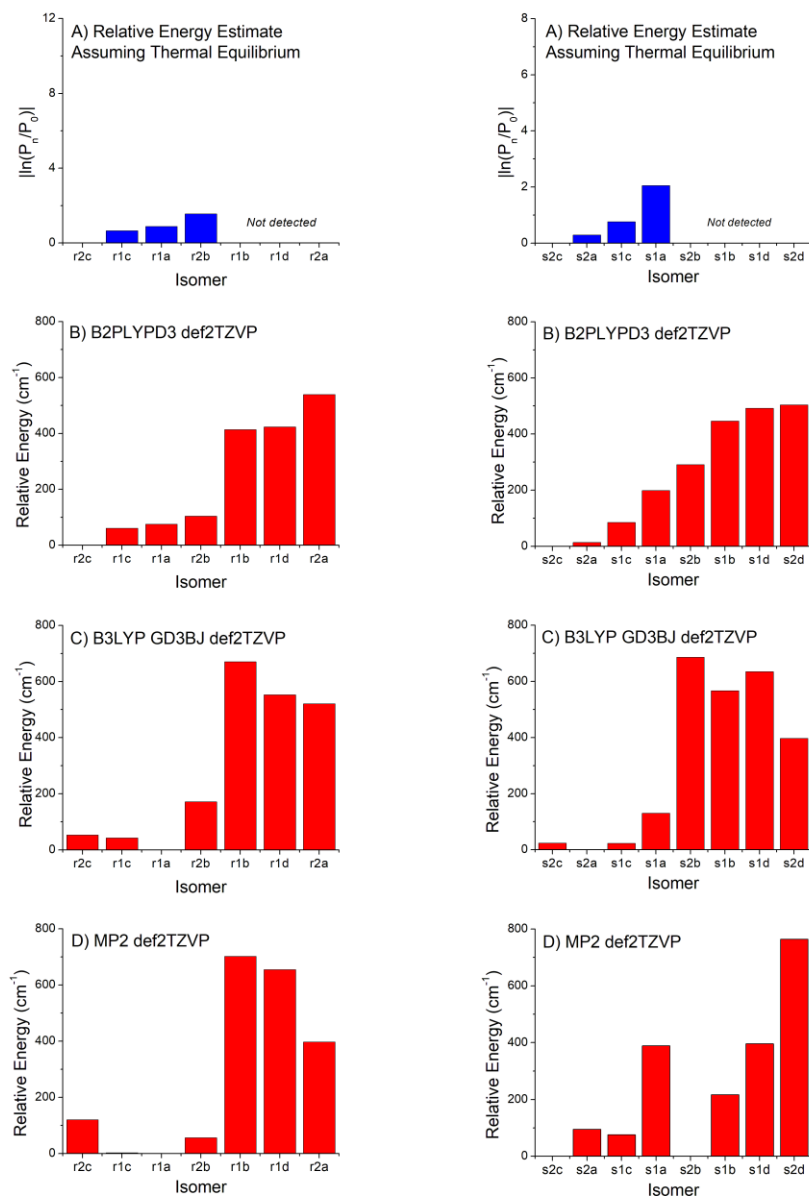 A) Relative Energy Estimate
Assuming Thermal Equilibrium
12
8
4
0
|ln(Pₙ/P₀)|
Not detected
r2c r1c r1a r2b r1b r1d r2a
Isomer
A) Relative Energy Estimate
Assuming Thermal Equilibrium
8
6
4
2
0
|ln(Pₙ/P₀)|
Not detected
s2c s2a s1c s1a s2b s1b s1d s2d
Isomer
B) B2PLYPD3 def2TZVP
800
600
400
200
0
Relative Energy (cm⁻¹)
r2c r1c r1a r2b r1b r1d r2a
Isomer
B) B2PLYPD3 def2TZVP
800
600
400
200
0
Relative Energy (cm⁻¹)
s2c s2a s1c s1a s2b s1b s1d s2d
Isomer
C) B3LYP GD3BJ def2TZVP
800
600
400
200
0
Relative Energy (cm⁻¹)
r2c r1c r1a r2b r1b r1d r2a
Isomer
C) B3LYP GD3BJ def2TZVP
800
600
400
200
0
Relative Energy (cm⁻¹)
s2c s2a s1c s1a s2b s1b s1d s2d
Isomer
D) MP2 def2TZVP
800
600
400
200
0
Relative Energy (cm⁻¹)
r2c r1c r1a r2b r1b r1d r2a
Isomer
D) MP2 def2TZVP
800
600
400
200
0
Relative Energy (cm⁻¹)
s2c s2a s1c s1a s2b s1b s1d s2d
Isomer